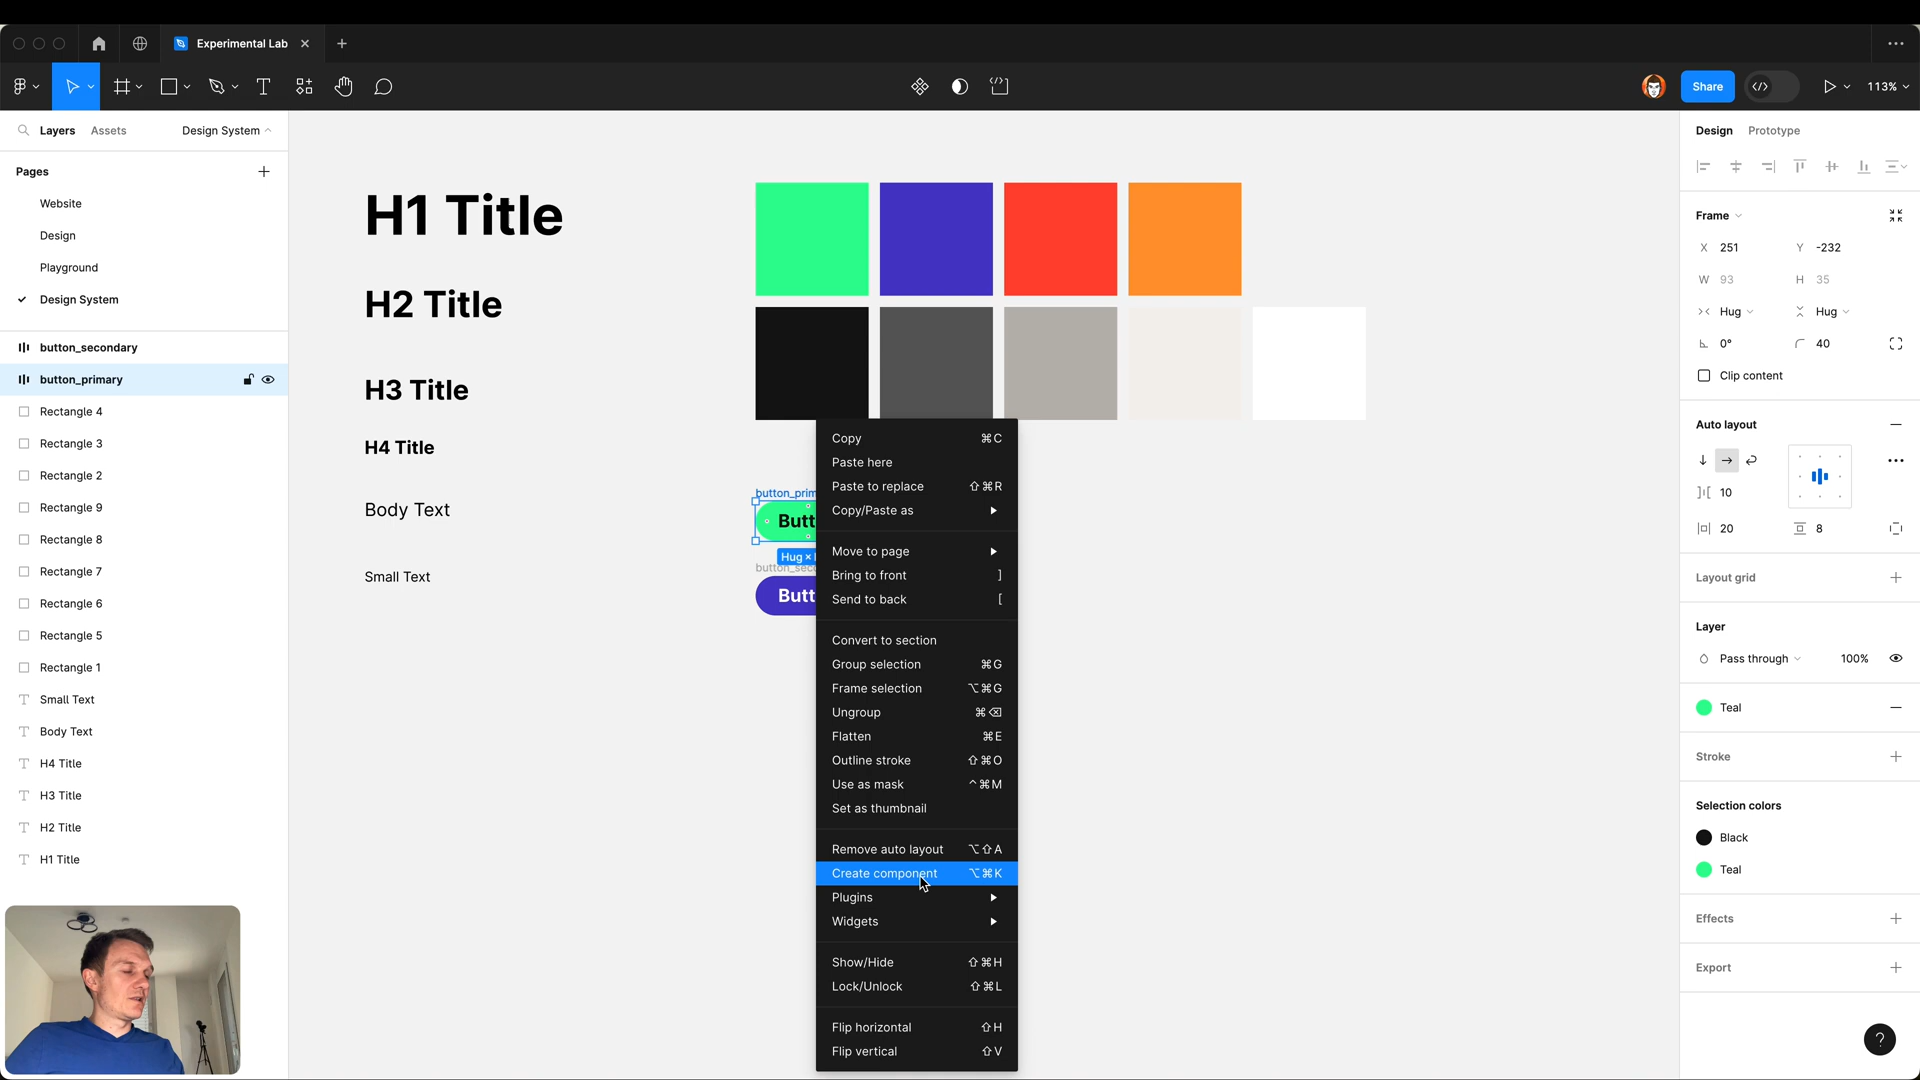 Experimental Lab
Share
113%
Layers
Assets
Design System
Pages
Website
Design
Playground
Design System
button_secondary
button_primary
Rectangle 4
Rectangle 3
Rectangle 2
Rectangle 9
Rectangle 8
Rectangle 7
Rectangle 6
Rectangle 5
Rectangle 1
Small Text
Body Text
H4 Title
H3 Title
H2 Title
H1 Title
H1 Title
H2 Title
H3 Title
H4 Title
Body Text
Small Text
button_prim
Butt
Hug ×
button_sec
Butt
Copy ⌘C
Paste here
Paste to replace ⇧⌘R
Copy/Paste as
Move to page
Bring to front ]
Send to back [
Convert to section
Group selection ⌘G
Frame selection ⌥⌘G
Ungroup ⌘⌫
Flatten ⌘E
Outline stroke ⇧⌘O
Use as mask ^⌘M
Set as thumbnail
Remove auto layout ⌥⇧A
Create component ⌥⌘K
Plugins
Widgets
Show/Hide ⇧⌘H
Lock/Unlock ⇧⌘L
Flip horizontal ⇧H
Flip vertical ⇧V
Design Prototype
Frame
X 251 Y -232
W 93 H 35
Hug Hug
0° 40
Clip content
Auto layout
10
20 8
Layout grid
Layer
Pass through 100%
Teal
Stroke
Selection colors
Black
Teal
Effects
Export
?